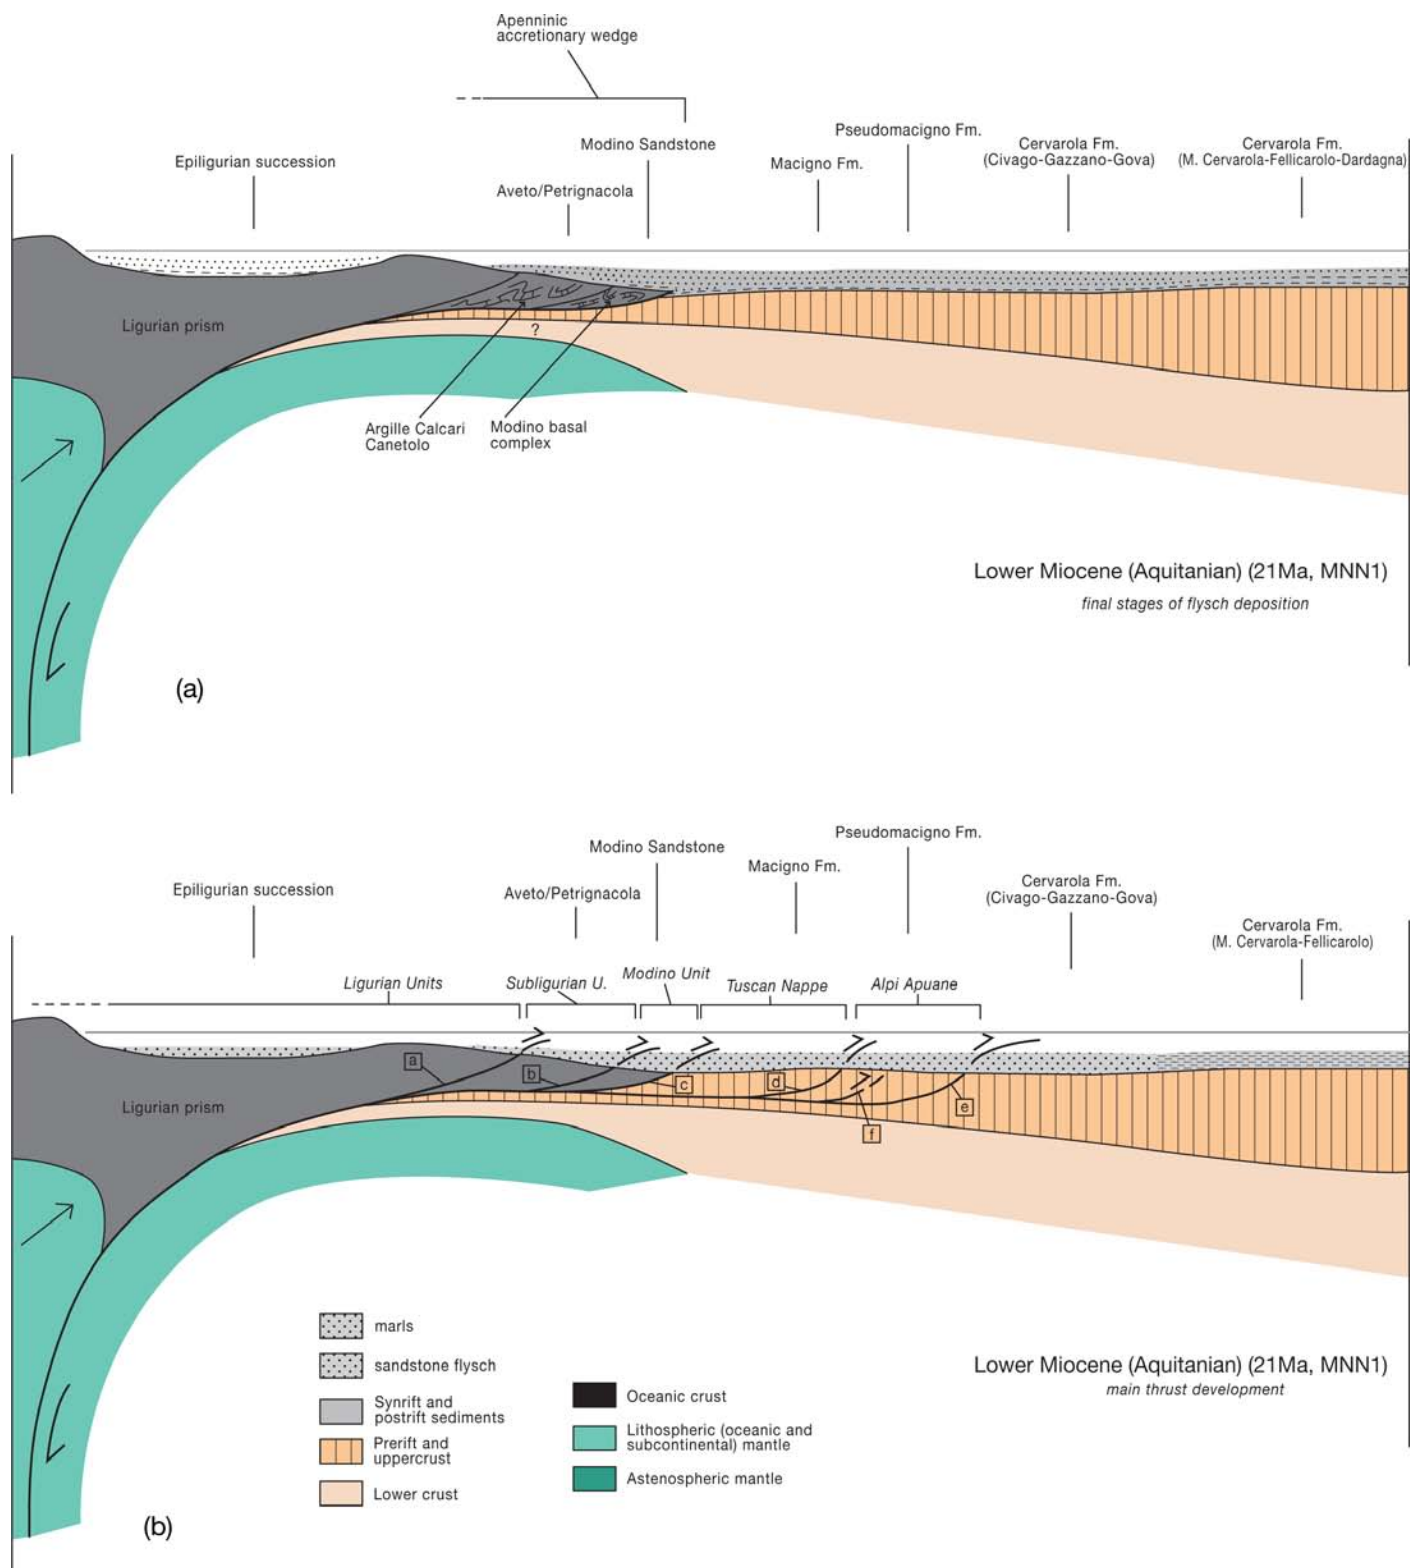 Apenninic
accretionary wedge
Pseudomacigno Fm.
Modino Sandstone
Cervarola Fm.
(Civago-Gazzano-Gova)
Cervarola Fm.
(M. Cervarola-Fellicarolo-Dardagna)
Epiligurian succession
Macigno Fm.
Aveto/Petrignacola
Ligurian prism
?
Argille Calcari
Canetolo
Modino basal
complex
Lower Miocene (Aquitanian) (21Ma, MNN1)
final stages of flysch deposition
(a)
Pseudomacigno Fm.
Modino Sandstone
Macigno Fm.
Epiligurian succession
Aveto/Petrignacola
Cervarola Fm.
(Civago-Gazzano-Gova)
Cervarola Fm.
(M. Cervarola-Fellicarolo)
Ligurian Units
Subligurian U.
Modino Unit
Tuscan Nappe
Alpi Apuane
a
b
c
d
e
f
Ligurian prism
marls
sandstone flysch
Synrift and
postrift sediments
Prerift and
uppercrust
Lower crust
Oceanic crust
Lithospheric (oceanic and
subcontinental) mantle
Astenospheric mantle
Lower Miocene (Aquitanian) (21Ma, MNN1)
main thrust development
(b)